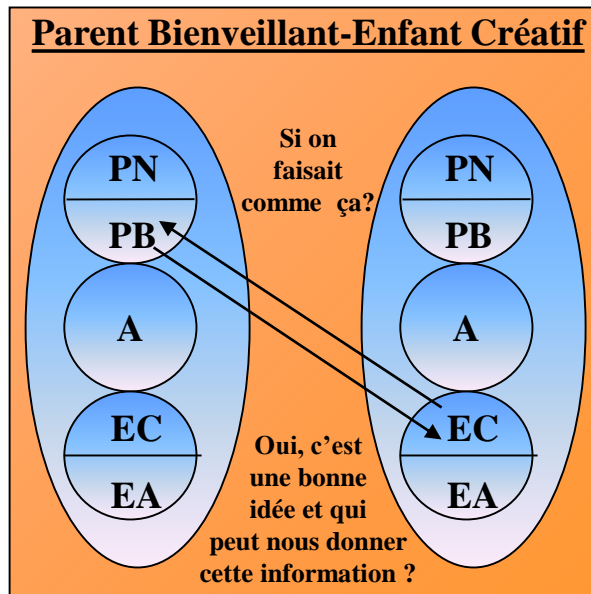 Parent Bienveillant-Enfant Créatif
Si on
faisait
comme ça?
PN
PB
A
EC
EA
PN
PB
A
EC
EA
Oui, c’est
une bonne
idée et qui
peut nous donner
cette information ?